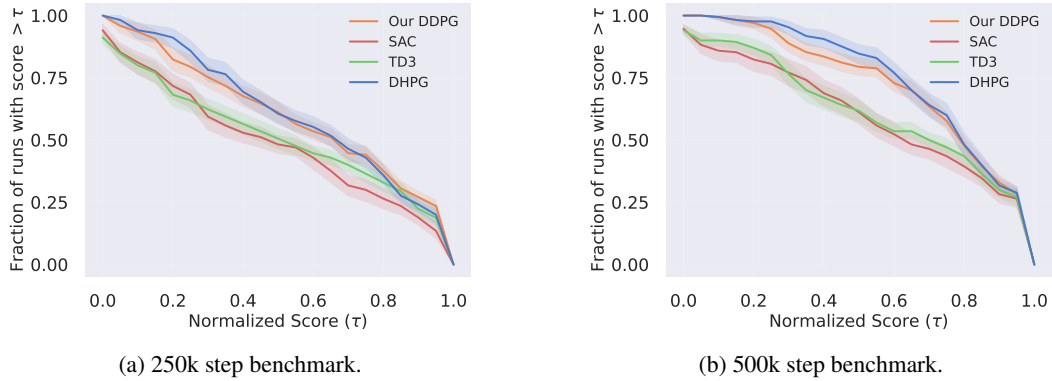 Fraction of runs with score > τ
1.00
0.75
0.50
0.25
0.00
Our DDPG
SAC
TD3
DHPG
0.0 0.2 0.4 0.6 0.8 1.0
Normalized Score (τ)
(a) 250k step benchmark.
Fraction of runs with score > τ
1.00
0.75
0.50
0.25
0.00
Our DDPG
SAC
TD3
DHPG
0.0 0.2 0.4 0.6 0.8 1.0
Normalized Score (τ)
(b) 500k step benchmark.